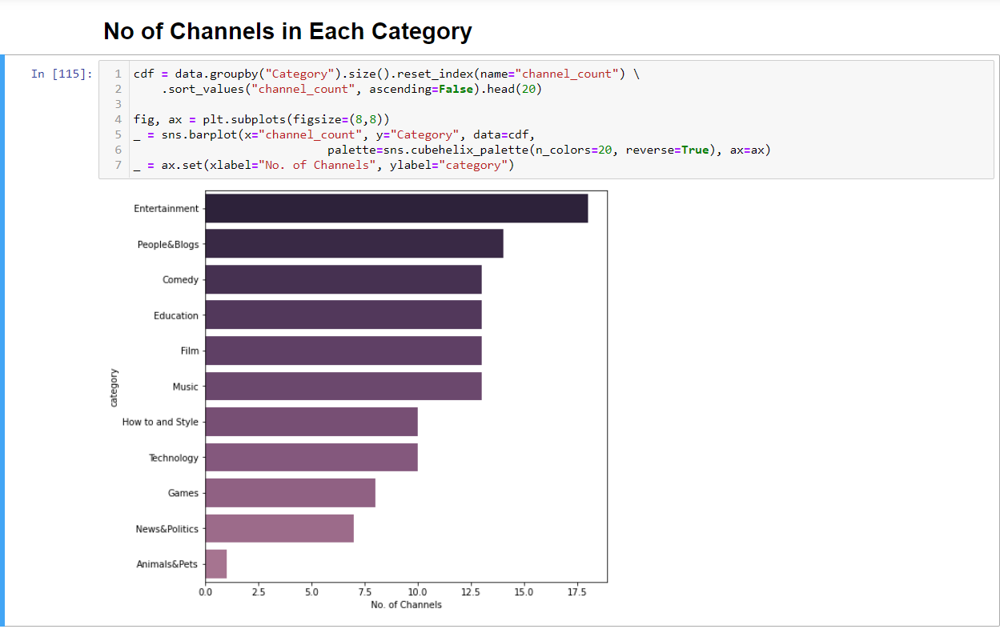 No of Channels in Each Category
In [115]:
1 cdf = data.groupby("Category").size().reset_index(name="channel_count") \
2 .sort_values("channel_count", ascending=False).head(20)
3
4 fig, ax = plt.subplots(figsize=(8,8))
5 _ = sns.barplot(x="channel_count", y="Category", data=cdf,
6 palette=sns.cubehelix_palette(n_colors=20, reverse=True), ax=ax)
7 _ = ax.set(xlabel="No. of Channels", ylabel="category")
Entertainment
People&Blogs
Comedy
Education
Film
Music
How to and Style
Technology
Games
News&Politics
Animals&Pets
category
0.0 2.5 5.0 7.5 10.0 12.5 15.0 17.5
No. of Channels